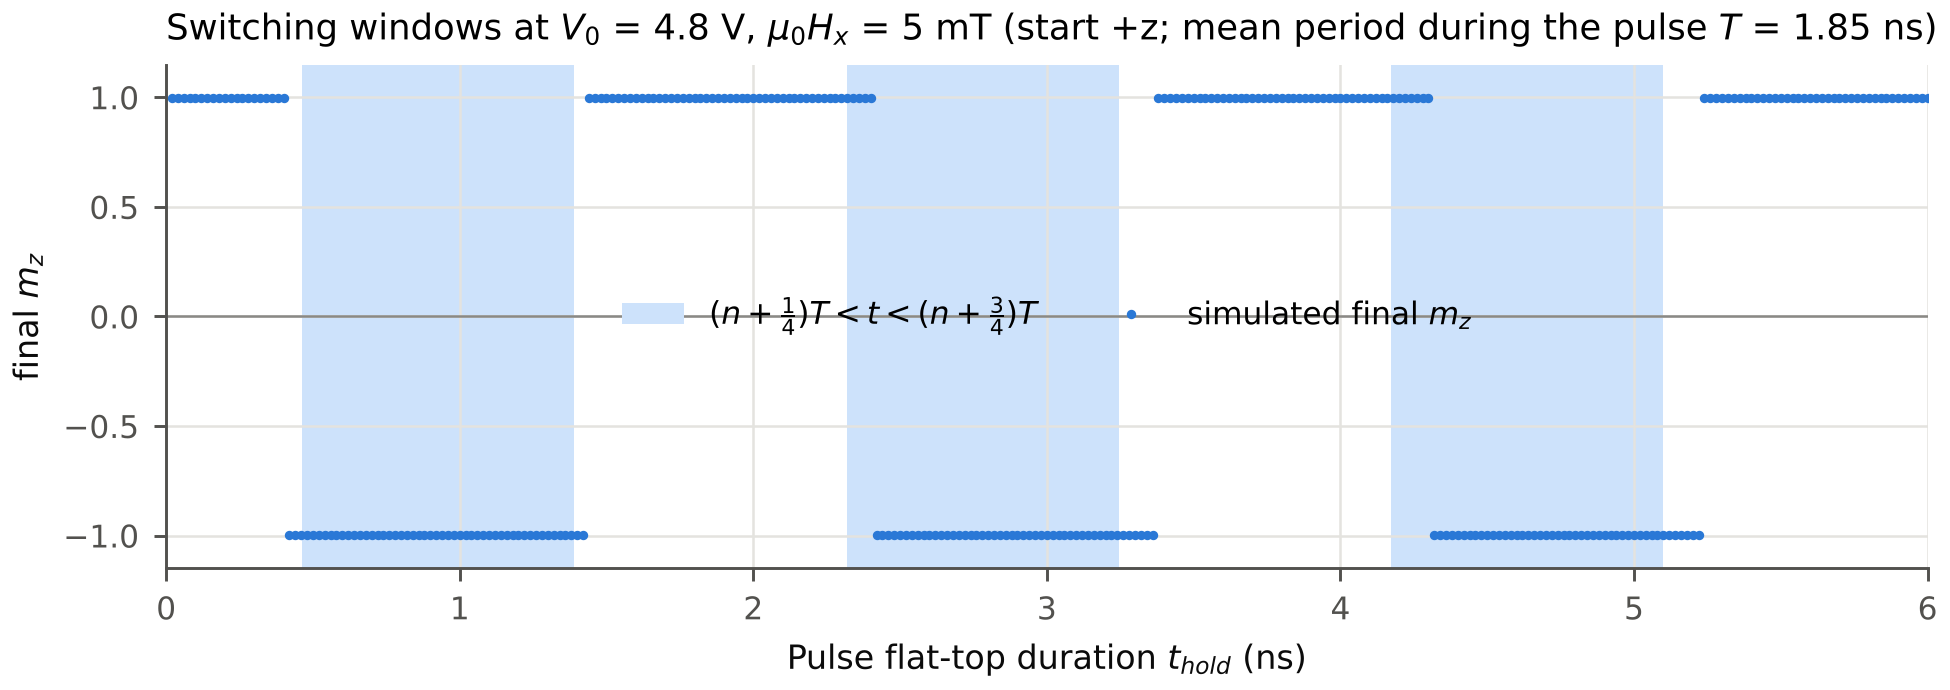 Switching windows at V₀ = 4.8 V, μ₀Hₓ = 5 mT (start +z; mean period during the pulse T = 1.85 ns)
1.0
0.5
0.0
−0.5
−1.0
final m_z
(n + 1/4)T < t < (n + 3/4)T
simulated final m_z
0 1 2 3 4 5 6
Pulse flat-top duration t_hold (ns)